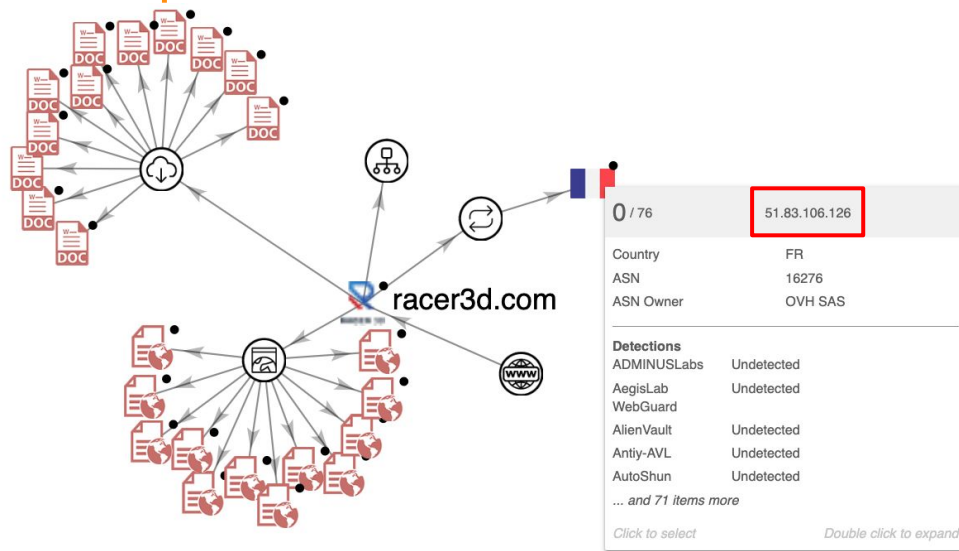 DOC
DOC
DOC
DOC
DOC
DOC
DOC
DOC
DOC
DOC
DOC
DOC
racer3d.com
www
0 / 76 51.83.106.126
Country FR
ASN 16276
ASN Owner OVH SAS
Detections
ADMINUSLabs Undetected
AegisLab Undetected
WebGuard
AlienVault Undetected
Antiy-AVL Undetected
AutoShun Undetected
... and 71 items more
Click to select Double click to expand